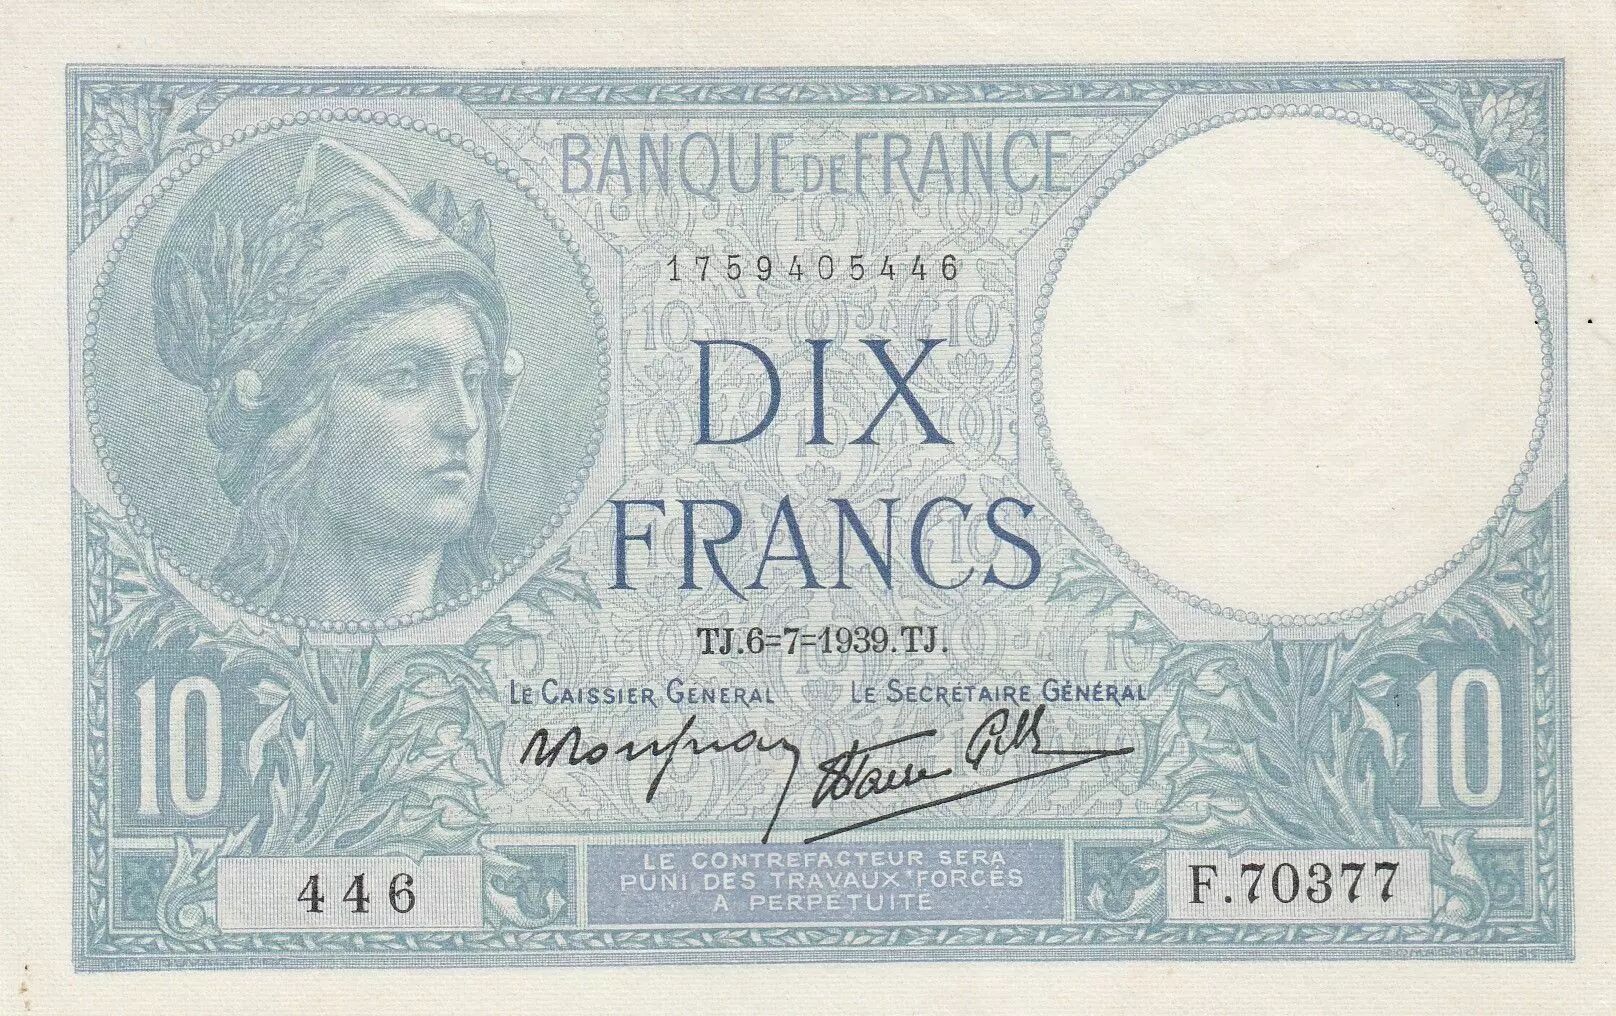 BANQUE DE FRANCE
1759405446
DIX
FRANCS
TJ.6=7=1939.TJ.
LE CAISSIER GÉNÉRAL
LE SECRÉTAIRE GÉNÉRAL
10
10
LE CONTREFACTEUR SERA
PUNI DES TRAVAUX FORCÉS
À PERPÉTUITÉ
446
F.70377